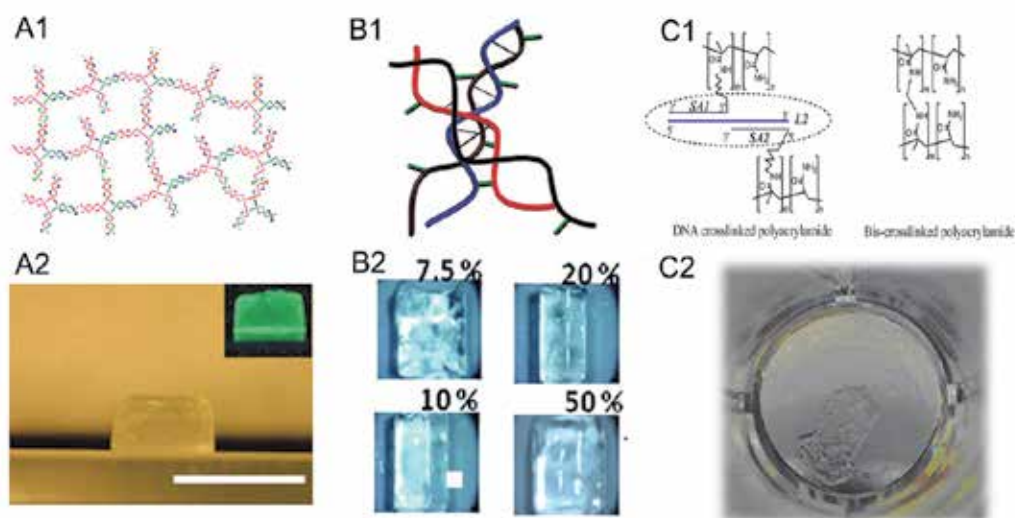 A1
B1
C1
SA1
L2
SA2
DNA crosslinked polyacrylamide
Bis-crosslinked polyacrylamide
A2
B2
7.5%
20%
10%
50%
C2